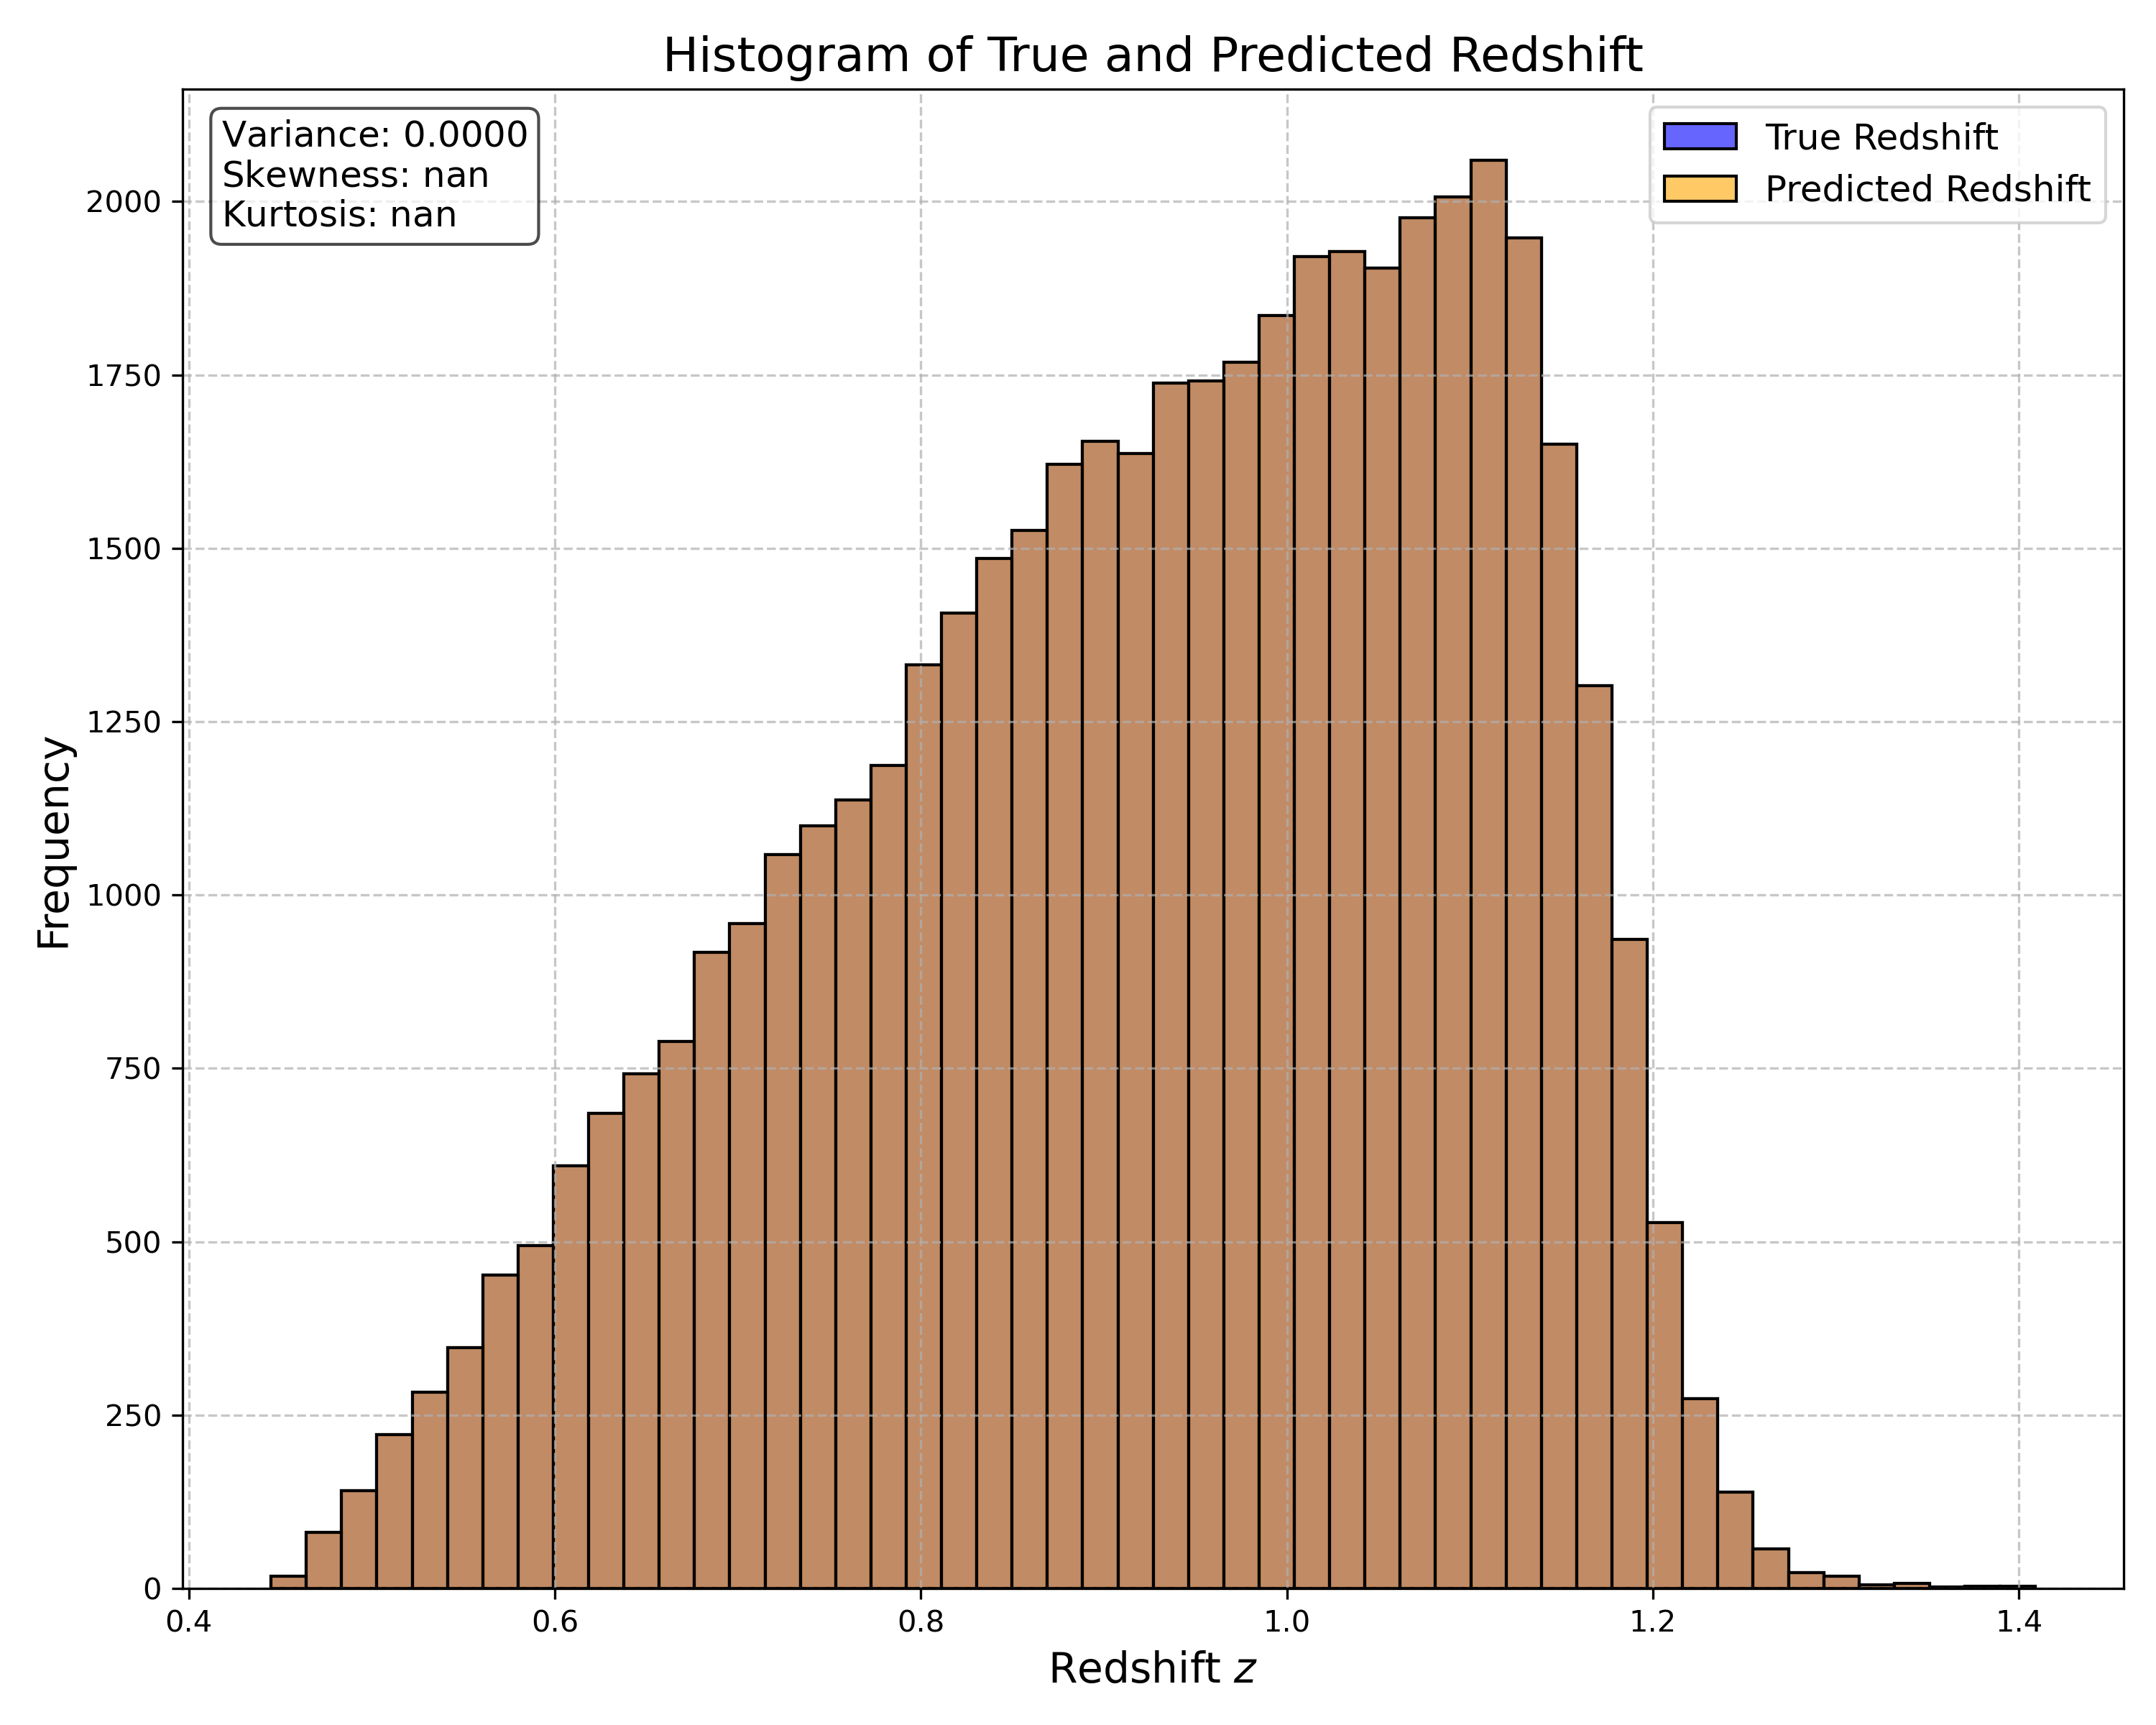 Histogram of True and Predicted Redshift
Variance: 0.0000
Skewness: nan
Kurtosis: nan
True Redshift
Predicted Redshift
Frequency
2000
1750
1500
1250
1000
750
500
250
0
0.4 0.6 0.8 1.0 1.2 1.4
Redshift z